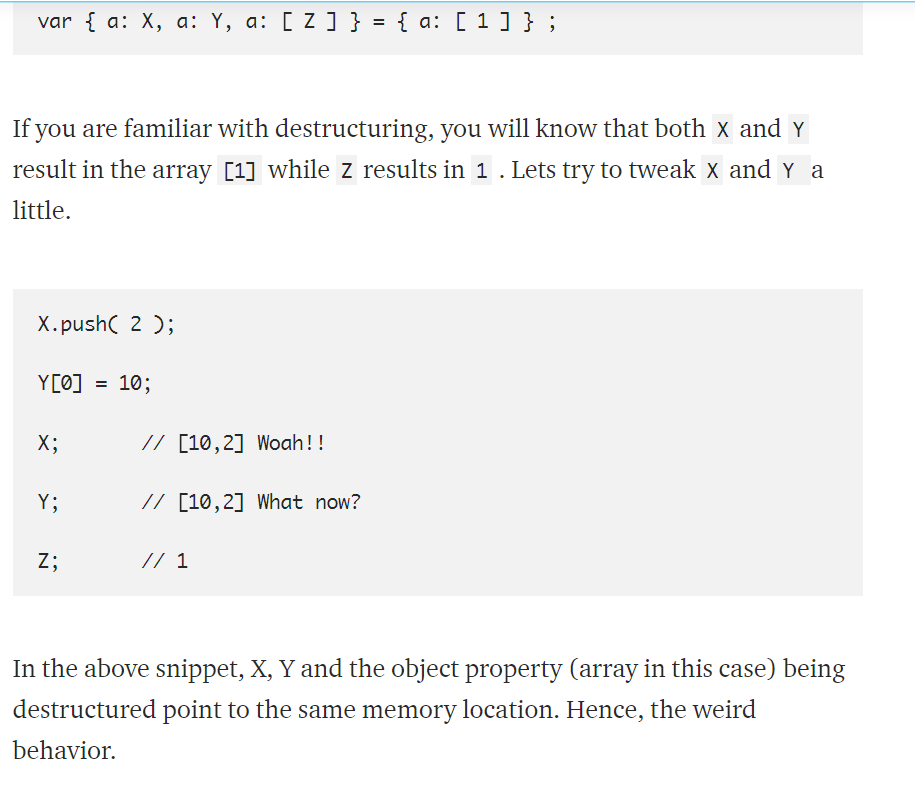 var { a: X, a: Y, a: [ Z ] } = { a: [ 1 ] } ;
If you are familiar with destructuring, you will know that both X and Y
result in the array [1] while Z results in 1 . Lets try to tweak X and Y a
little.
X.push( 2 );
Y[0] = 10;
X; // [10,2] Woah!!
Y; // [10,2] What now?
Z; // 1
In the above snippet, X, Y and the object property (array in this case) being
destructured point to the same memory location. Hence, the weird
behavior.